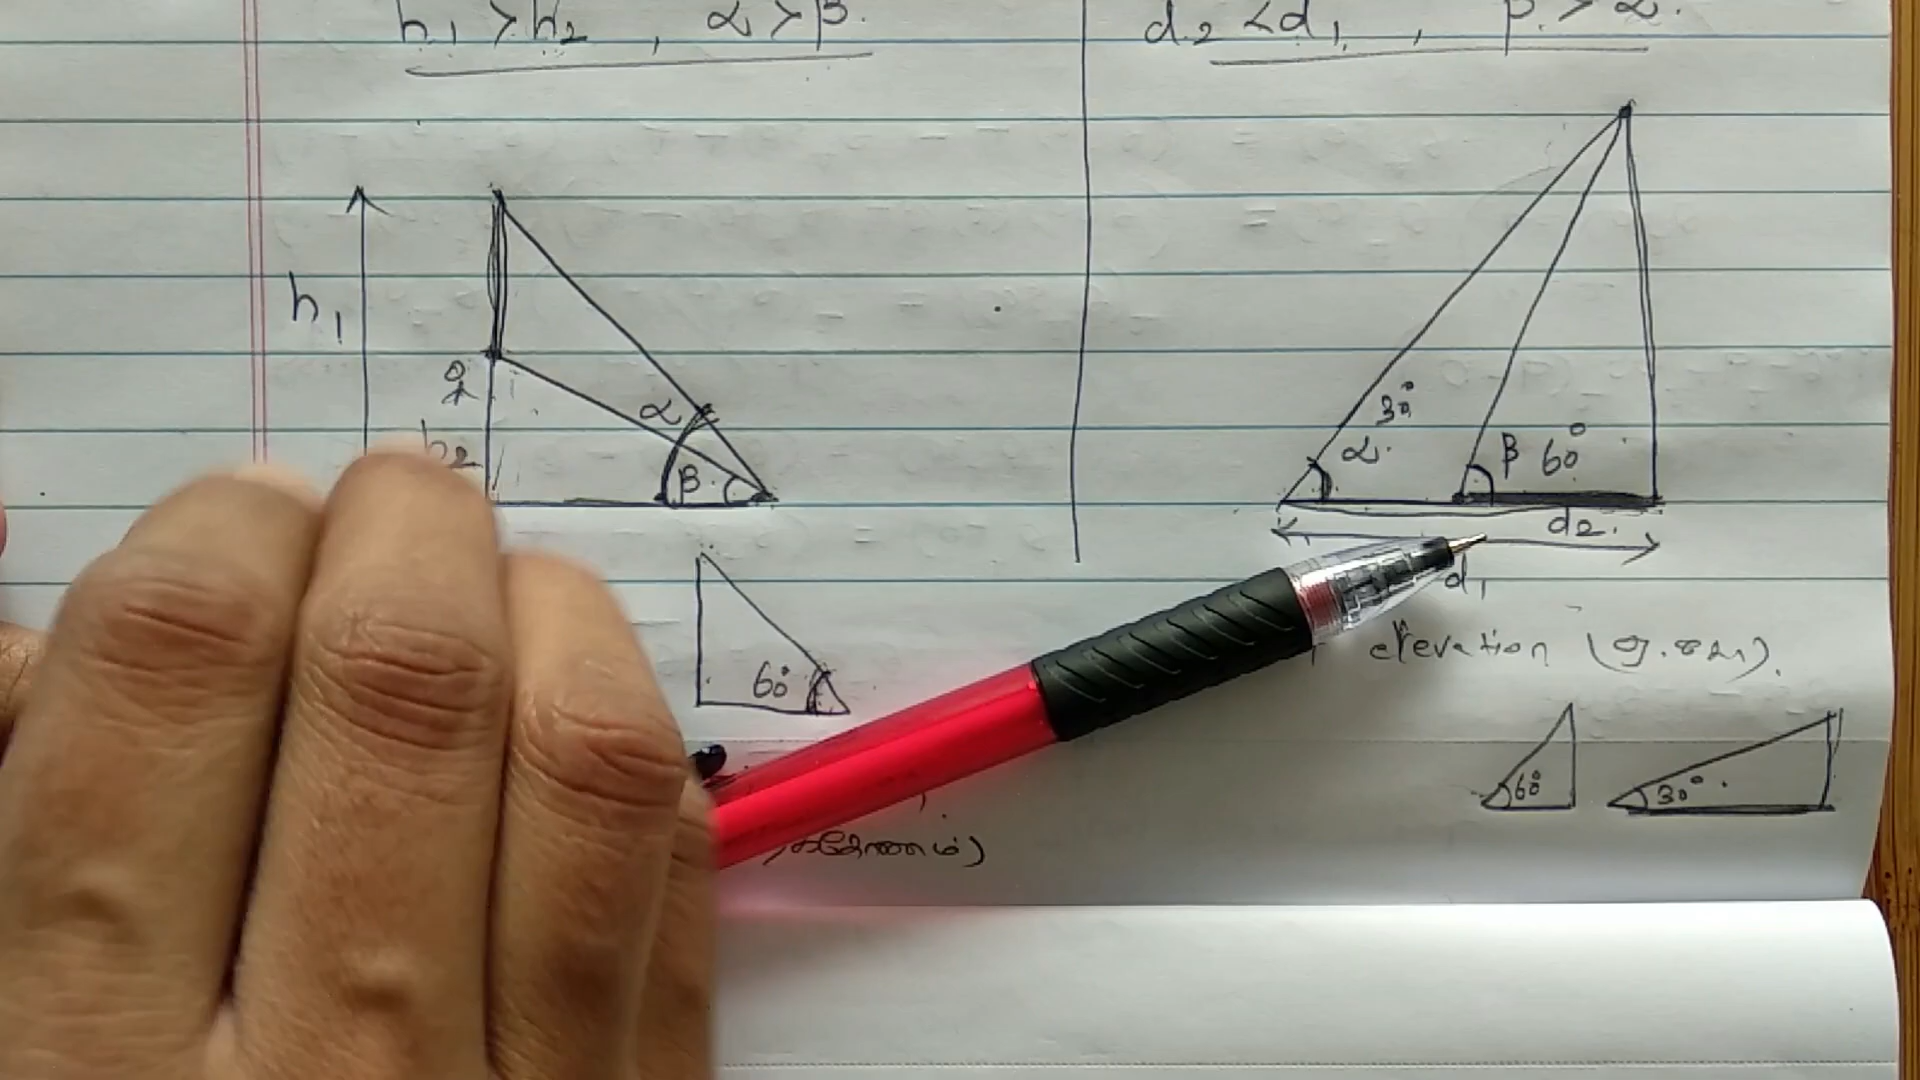 h₁ > h₂ , α > β.
d₂ < d₁ , β > α.
h₁
α
β
30°
α.
β 60°
d₂.
d₁
60°
elevation
60°
30°.